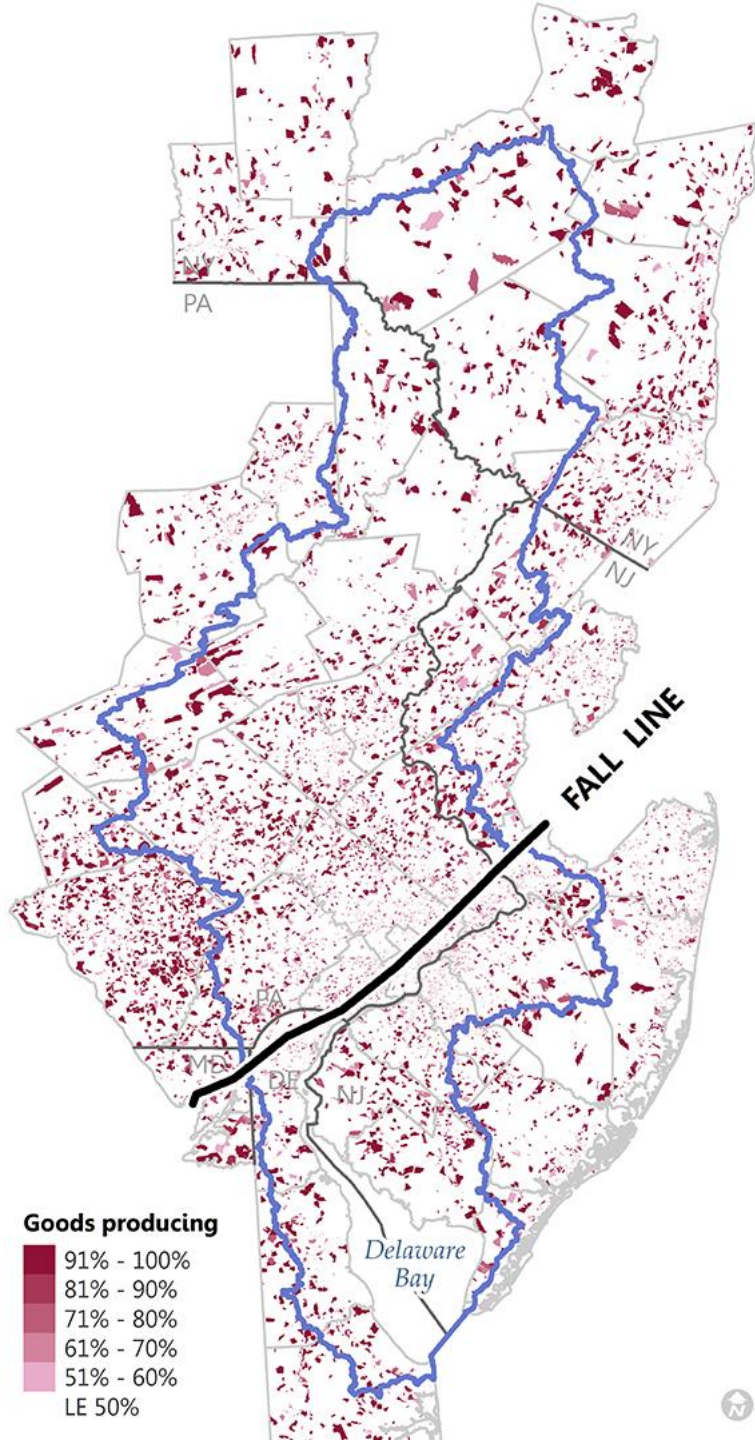 NY
PA
NY
NJ
FALL LINE
PA
MD
DE
NJ
Delaware
Bay
Goods producing
91% - 100%
81% - 90%
71% - 80%
61% - 70%
51% - 60%
LE 50%
N